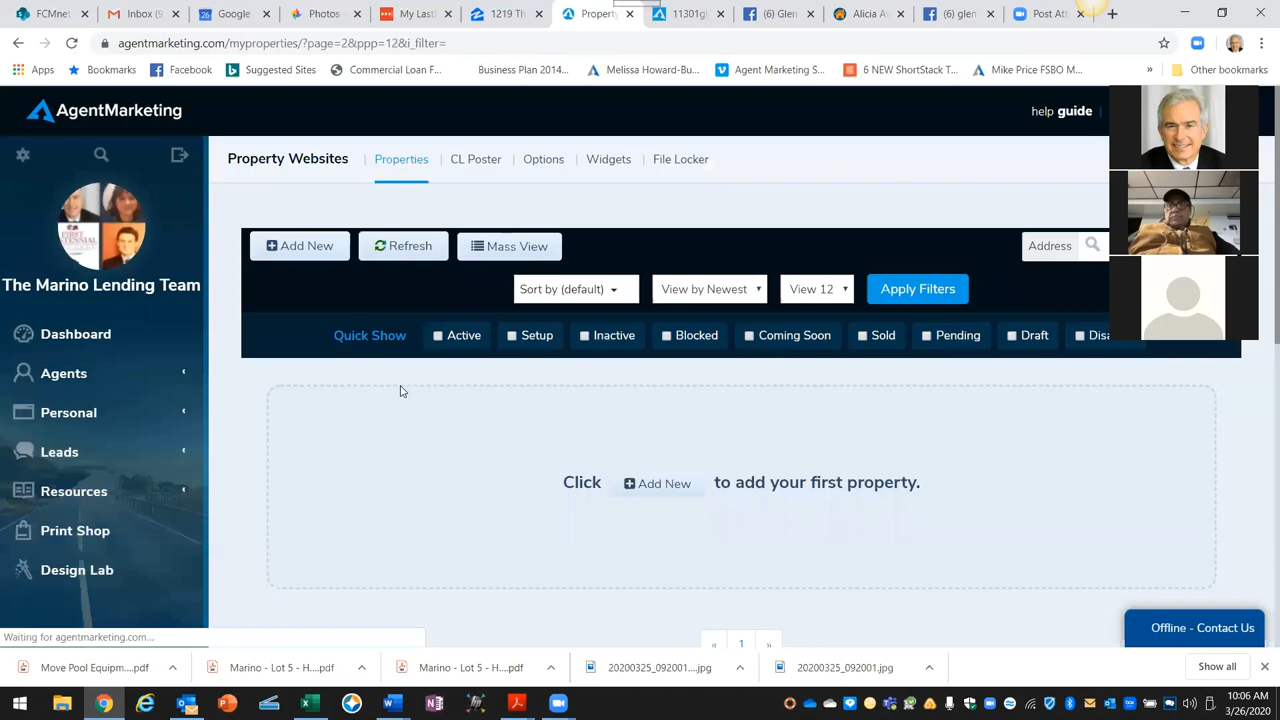 FCMnet
Inbox (9
Google
Photos
My Last
1219 Th
Property
11301gl
(6) Glen
Alicia Av
(6) glen
Post Att
agentmarketing.com/myproperties/?page=2&ppp=12&i_filter=
Apps
Bookmarks
Facebook
Suggested Sites
Commercial Loan F...
Business Plan 2014...
Melissa Howard-Bu...
Agent Marketing S...
6 NEW ShortStack T...
Mike Price FSBO M...
»
Other bookmarks
AgentMarketing
help guide
Property Websites
Properties
CL Poster
Options
Widgets
File Locker
Add New
Refresh
Mass View
Address
Sort by (default)
View by Newest
View 12
Apply Filters
Quick Show
Active
Setup
Inactive
Blocked
Coming Soon
Sold
Pending
Draft
The Marino Lending Team
Dashboard
Agents
Personal
Leads
Resources
Print Shop
Design Lab
Click Add New to add your first property.
« 1 »
Offline - Contact Us
Waiting for agentmarketing.com...
Move Pool Equipm....pdf
Marino - Lot 5 - H....pdf
Marino - Lot 5 - H....pdf
20200325_092001....jpg
20200325_092001.jpg
Show all
10:06 AM
3/26/2020